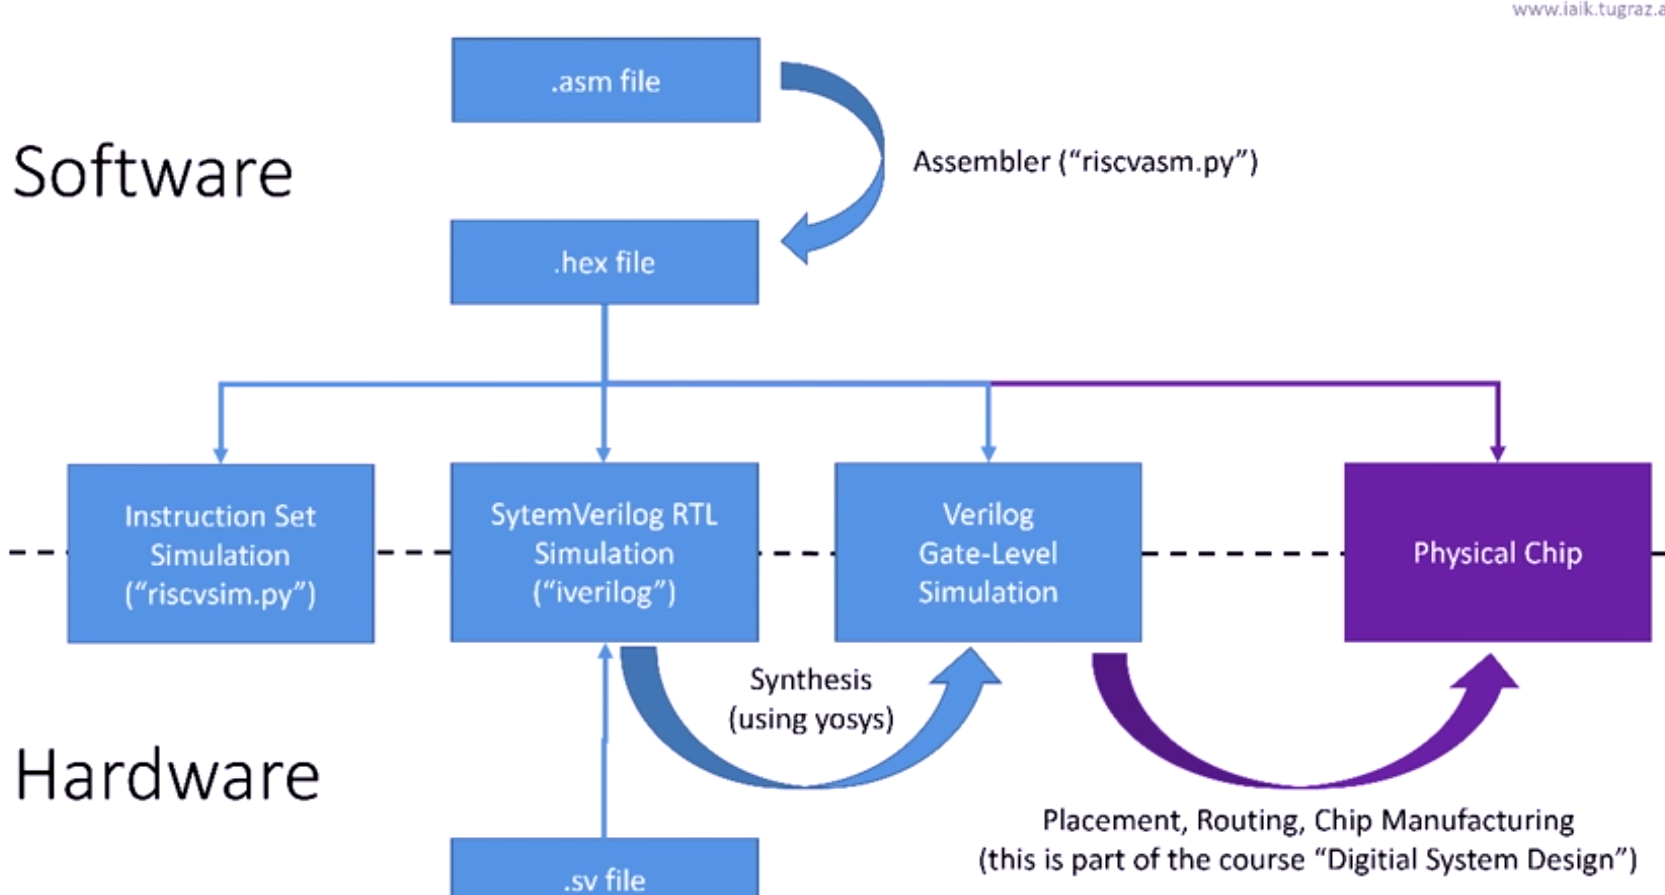 www.iaik.tugraz.a
.asm file
Software
Assembler ("riscvasm.py")
.hex file
Instruction Set
Simulation
("riscvsim.py")
SytemVerilog RTL
Simulation
("iverilog")
Verilog
Gate-Level
Simulation
Physical Chip
Synthesis
(using yosys)
Hardware
Placement, Routing, Chip Manufacturing
(this is part of the course "Digitial System Design")
.sv file